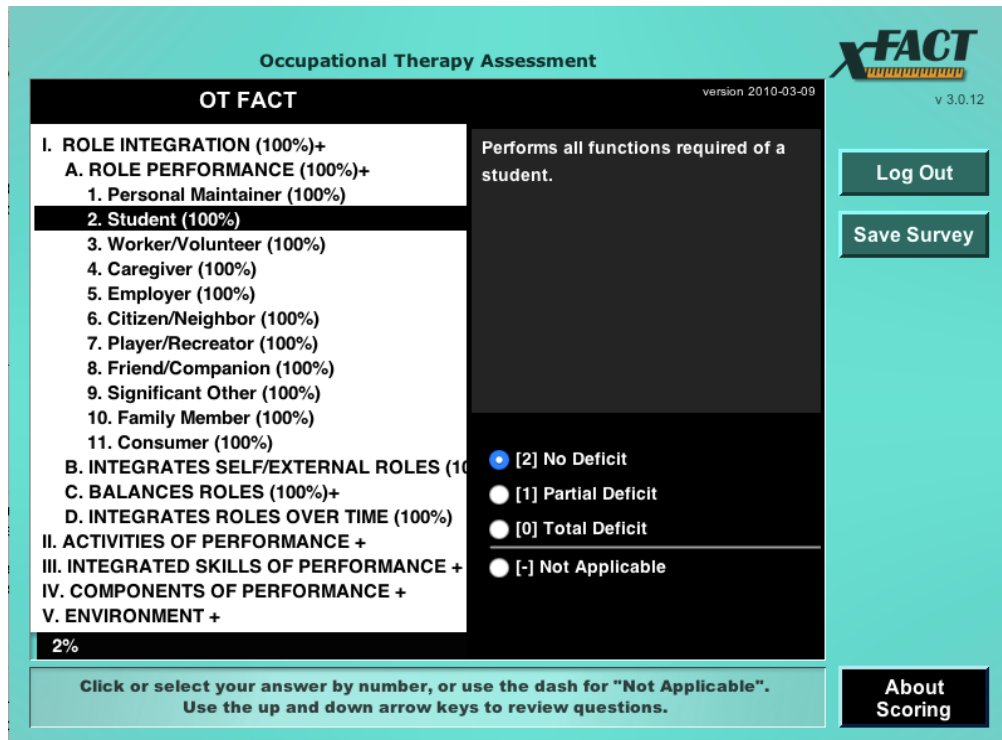 Occupational Therapy Assessment
xFACT
v 3.0.12
OT FACT
version 2010-03-09
I. ROLE INTEGRATION (100%)+
A. ROLE PERFORMANCE (100%)+
1. Personal Maintainer (100%)
2. Student (100%)
3. Worker/Volunteer (100%)
4. Caregiver (100%)
5. Employer (100%)
6. Citizen/Neighbor (100%)
7. Player/Recreator (100%)
8. Friend/Companion (100%)
9. Significant Other (100%)
10. Family Member (100%)
11. Consumer (100%)
B. INTEGRATES SELF/EXTERNAL ROLES (10
C. BALANCES ROLES (100%)+
D. INTEGRATES ROLES OVER TIME (100%)
II. ACTIVITIES OF PERFORMANCE +
III. INTEGRATED SKILLS OF PERFORMANCE +
IV. COMPONENTS OF PERFORMANCE +
V. ENVIRONMENT +
2%
Performs all functions required of a
student.
[2] No Deficit
[1] Partial Deficit
[0] Total Deficit
[-] Not Applicable
Log Out
Save Survey
Click or select your answer by number, or use the dash for "Not Applicable".
Use the up and down arrow keys to review questions.
About
Scoring